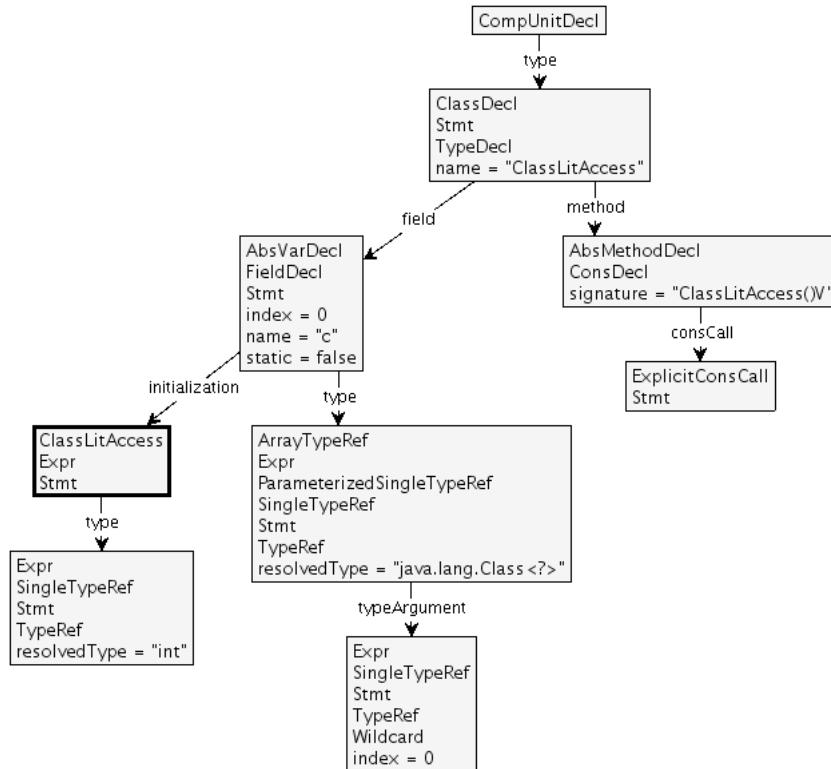 CompUnitDecl
type
ClassDecl
Stmt
TypeDecl
name = "ClassLitAccess"
field
method
AbsVarDecl
FieldDecl
Stmt
index = 0
name = "c"
static = false
AbsMethodDecl
ConsDecl
signature = "ClassLitAccess()V"
initialization
type
consCall
ExplicitConsCall
Stmt
ClassLitAccess
Expr
Stmt
ArrayTypeRef
Expr
ParameterizedSingleTypeRef
SingleTypeRef
Stmt
TypeRef
resolvedType = "java.lang.Class<?>"
type
Expr
SingleTypeRef
Stmt
TypeRef
resolvedType = "int"
typeArgument
Expr
SingleTypeRef
Stmt
TypeRef
Wildcard
index = 0